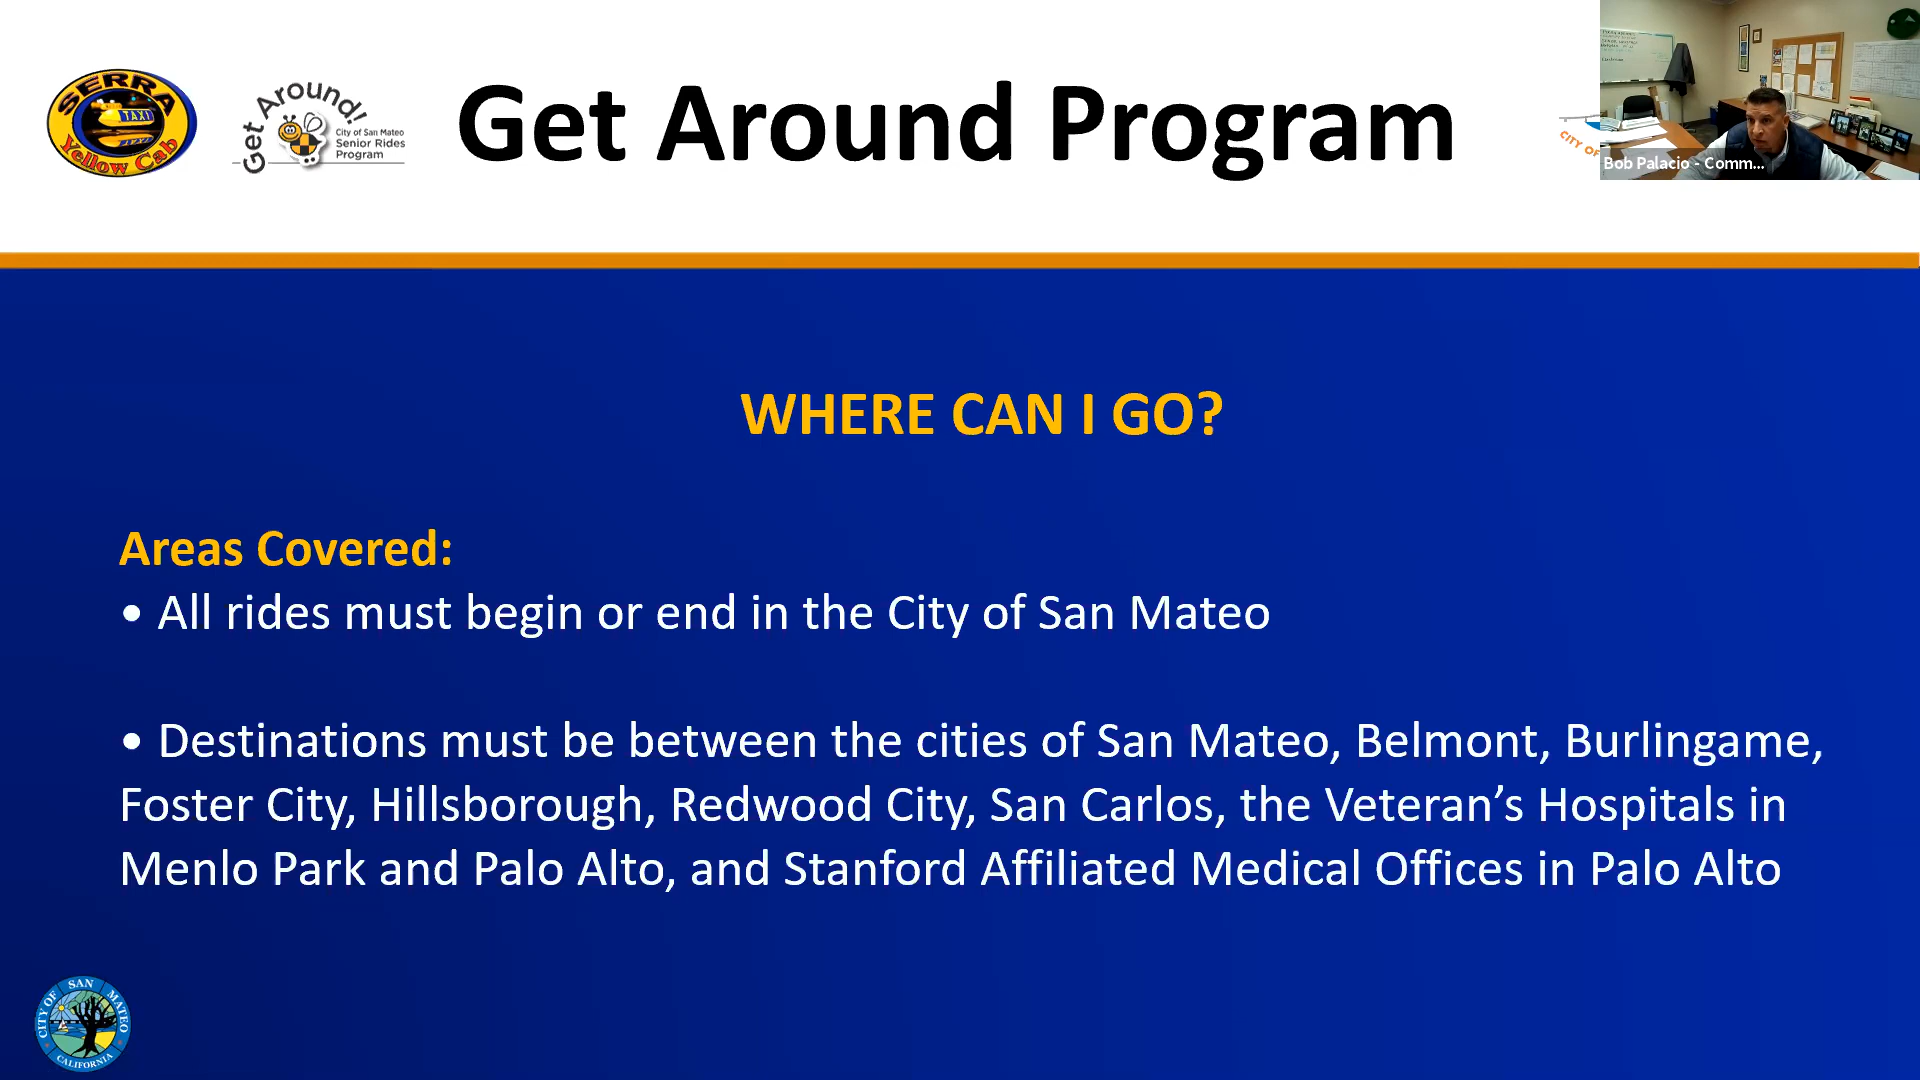 SERRA
TAXI
Yellow Cab
Get Around!
City of San Mateo
Senior Rides
Program
Get Around Program
CITY OF
Bob Palacio - Comm...
WHERE CAN I GO?
Areas Covered:
• All rides must begin or end in the City of San Mateo
• Destinations must be between the cities of San Mateo, Belmont, Burlingame,
Foster City, Hillsborough, Redwood City, San Carlos, the Veteran’s Hospitals in
Menlo Park and Palo Alto, and Stanford Affiliated Medical Offices in Palo Alto
CITY OF SAN MATEO
CALIFORNIA